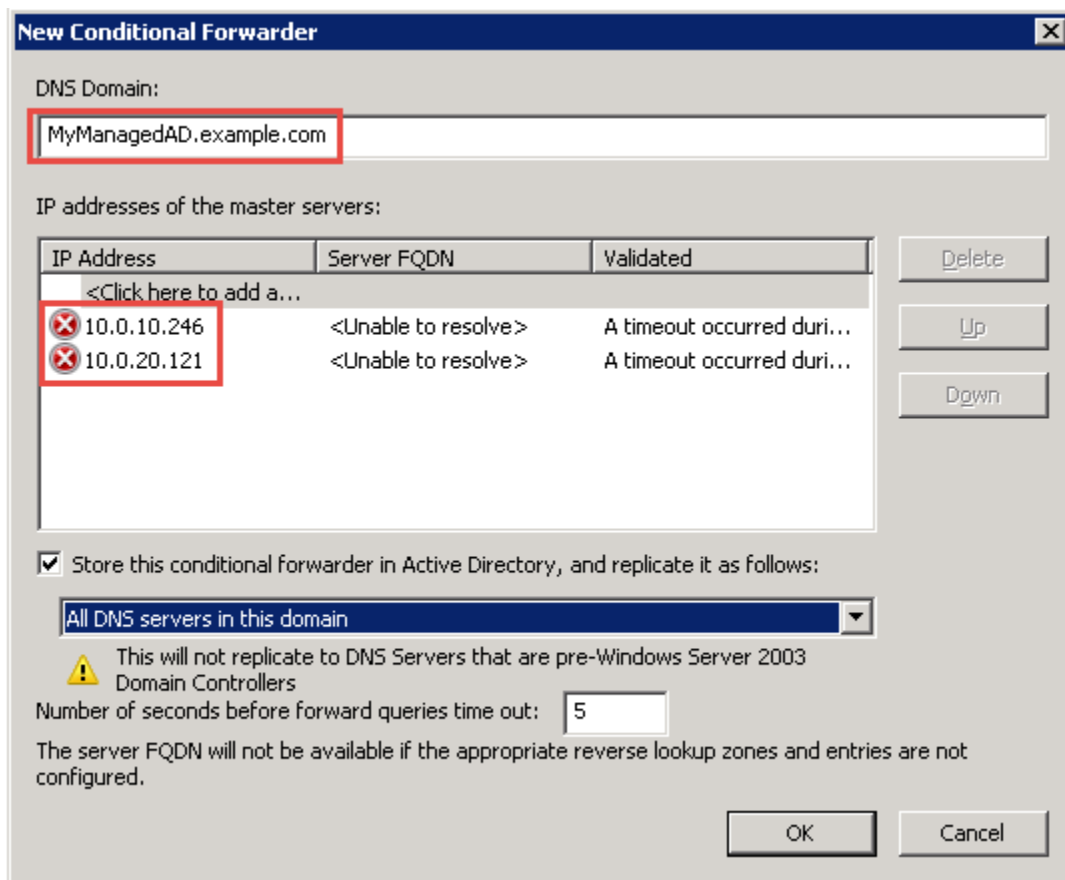 New Conditional Forwarder
DNS Domain:
MyManagedAD.example.com
IP addresses of the master servers:
IP Address Server FQDN Validated
<Click here to add a...
10.0.10.246 <Unable to resolve> A timeout occurred duri...
10.0.20.121 <Unable to resolve> A timeout occurred duri...
Delete
Up
Down
Store this conditional forwarder in Active Directory, and replicate it as follows:
All DNS servers in this domain
This will not replicate to DNS Servers that are pre-Windows Server 2003
Domain Controllers
Number of seconds before forward queries time out: 5
The server FQDN will not be available if the appropriate reverse lookup zones and entries are not
configured.
OK Cancel